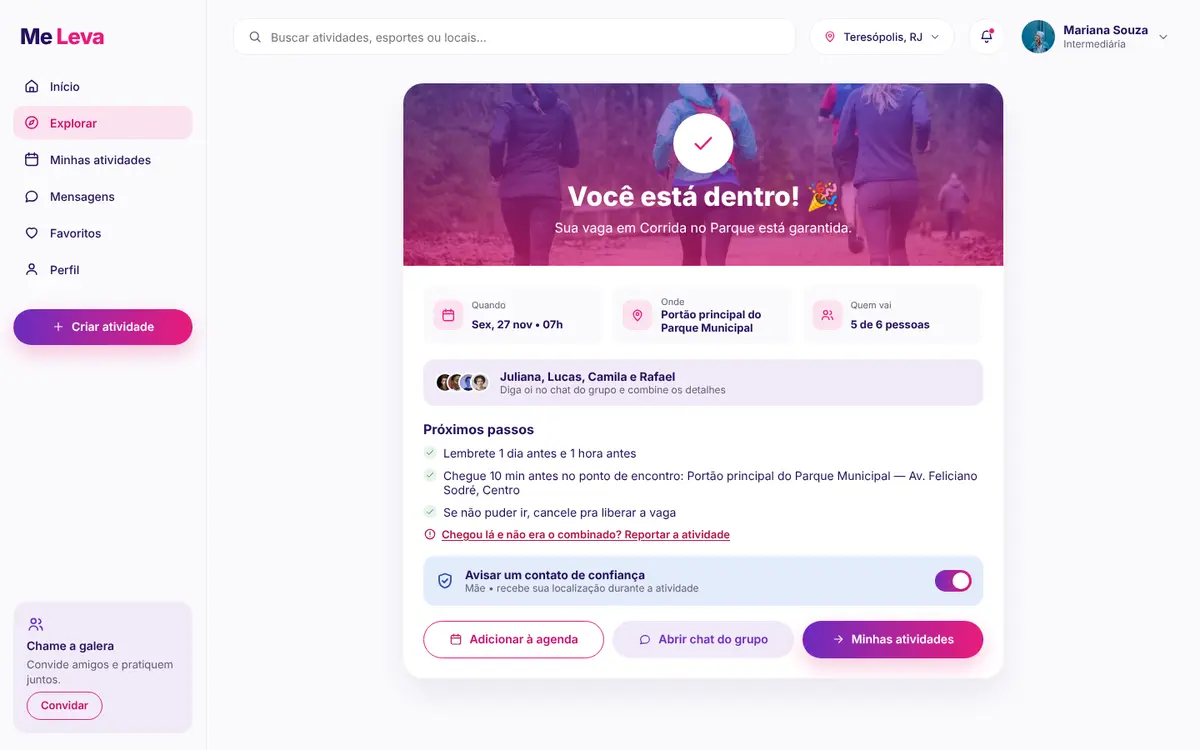 Me Leva
Buscar atividades, esportes ou locais...
Teresópolis, RJ
Mariana Souza
Intermediária
Início
Explorar
Minhas atividades
Mensagens
Favoritos
Perfil
+ Criar atividade
Chame a galera
Convide amigos e pratiquem
juntos.
Convidar
Você está dentro! 🎉
Sua vaga em Corrida no Parque está garantida.
Quando
Sex, 27 nov • 07h
Onde
Portão principal do
Parque Municipal
Quem vai
5 de 6 pessoas
Juliana, Lucas, Camila e Rafael
Diga oi no chat do grupo e combine os detalhes
Próximos passos
Lembrete 1 dia antes e 1 hora antes
Chegue 10 min antes no ponto de encontro: Portão principal do Parque Municipal — Av. Feliciano
Sodré, Centro
Se não puder ir, cancele pra liberar a vaga
Chegou lá e não era o combinado? Reportar a atividade
Avisar um contato de confiança
Mãe • recebe sua localização durante a atividade
Adicionar à agenda
Abrir chat do grupo
Minhas atividades